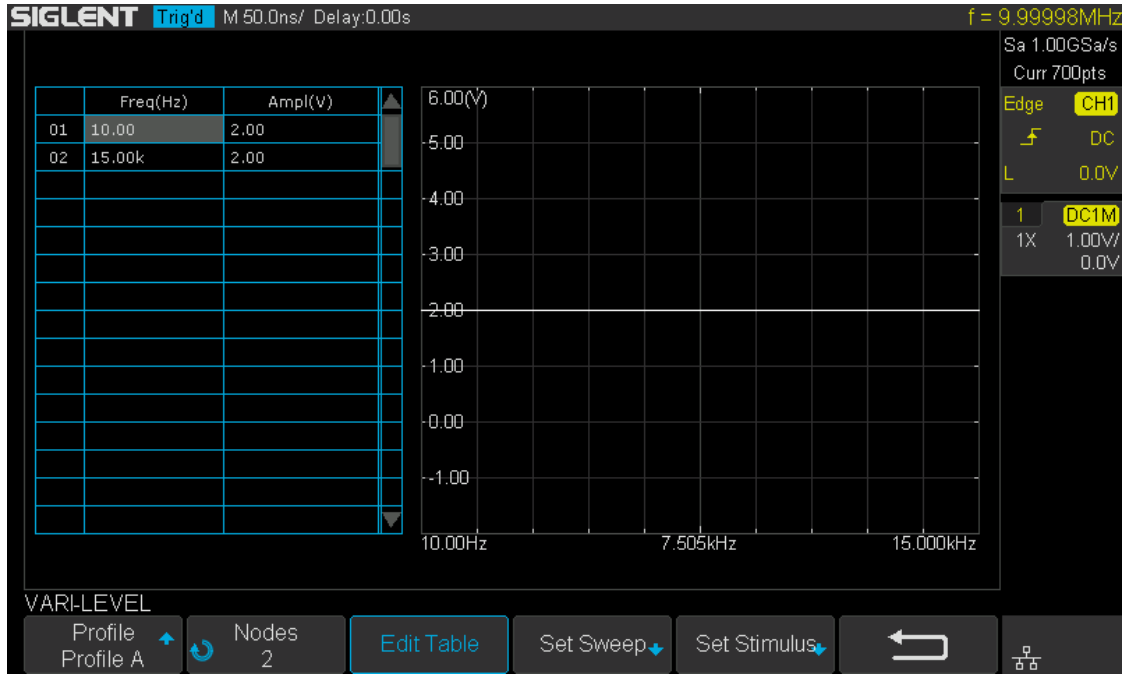 SIGLENT Trig'd M 50.0ns/ Delay:0.00s f = 9.99998MHz
Sa 1.00GSa/s
Curr 700pts
Edge CH1
DC
L 0.0V
1 DC1M
1X 1.00V/
0.0V
Freq(Hz) Ampl(V)
01 10.00 2.00
02 15.00k 2.00
6.00(V)
5.00
4.00
3.00
2.00
1.00
0.00
-1.00
10.00Hz 7.505kHz 15.000kHz
VARI-LEVEL
Profile
Profile A
Nodes
2
Edit Table
Set Sweep
Set Stimulus